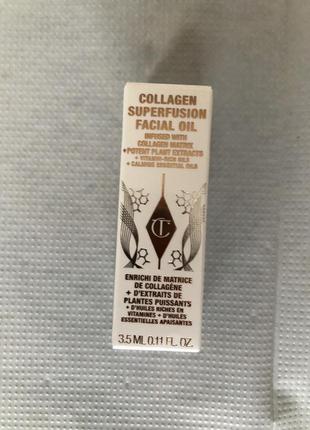 COLLAGEN
SUPERFUSION
FACIAL OIL
INFUSED WITH
COLLAGEN MATRIX
+POTENT PLANT EXTRACTS
+ VITAMIN-RICH OILS
+ CALMING ESSENTIAL OILS
CT
ENRICHI DE MATRICE
DE COLLAGÈNE
+ D'EXTRAITS DE
PLANTES PUISSANTS
+ D'HUILES RICHES EN
VITAMINES + D'HUILES
ESSENTIELLES APAISANTES
3.5 ML 0.11 FL. OZ.